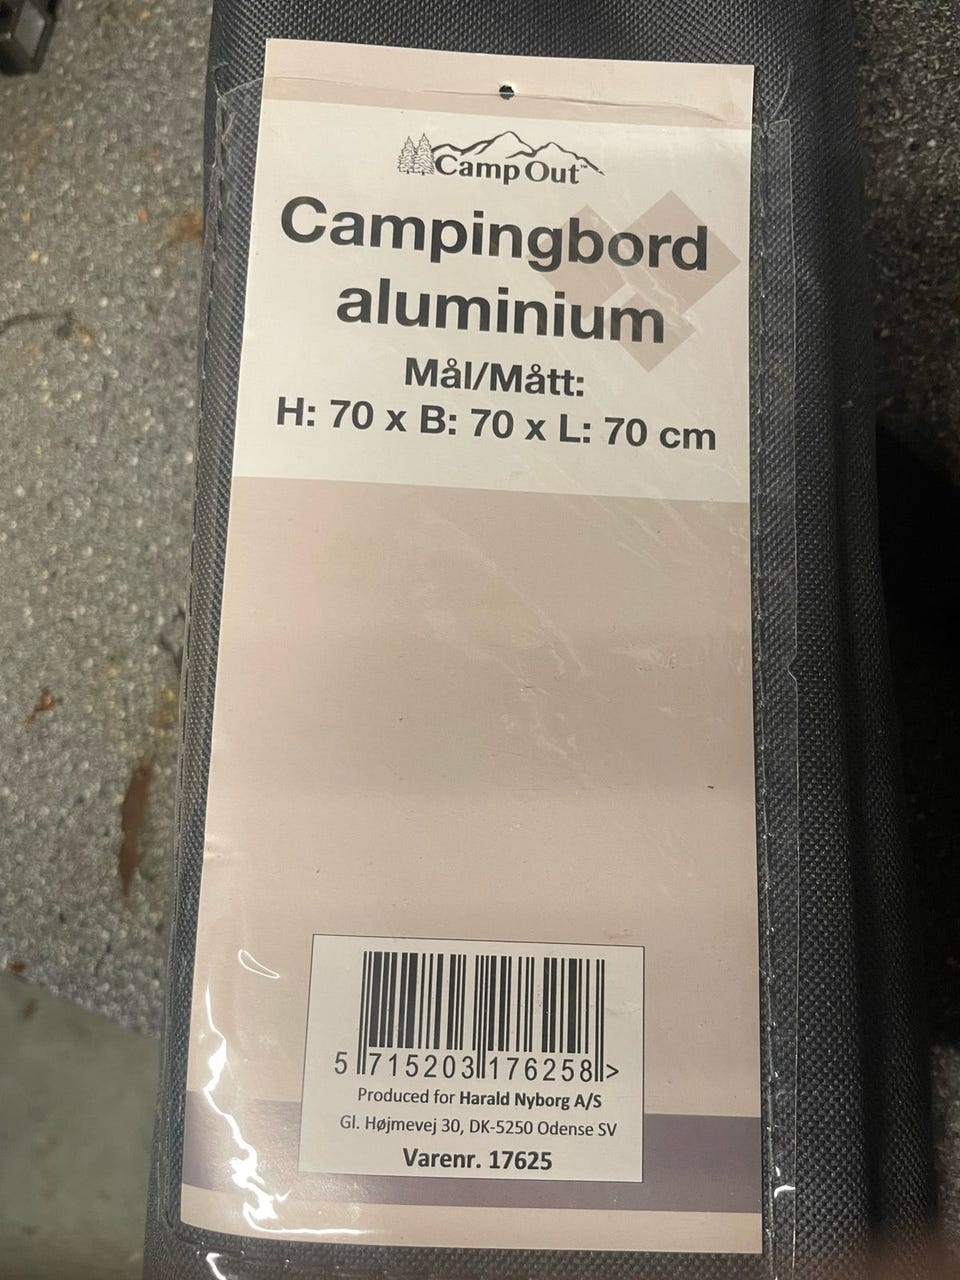 Camp Out™
Campingbord
aluminium
Mål/Mått:
H: 70 x B: 70 x L: 70 cm
5 715203 176258 >
Produced for Harald Nyborg A/S
Gl. Højmevej 30, DK-5250 Odense SV
Varenr. 17625